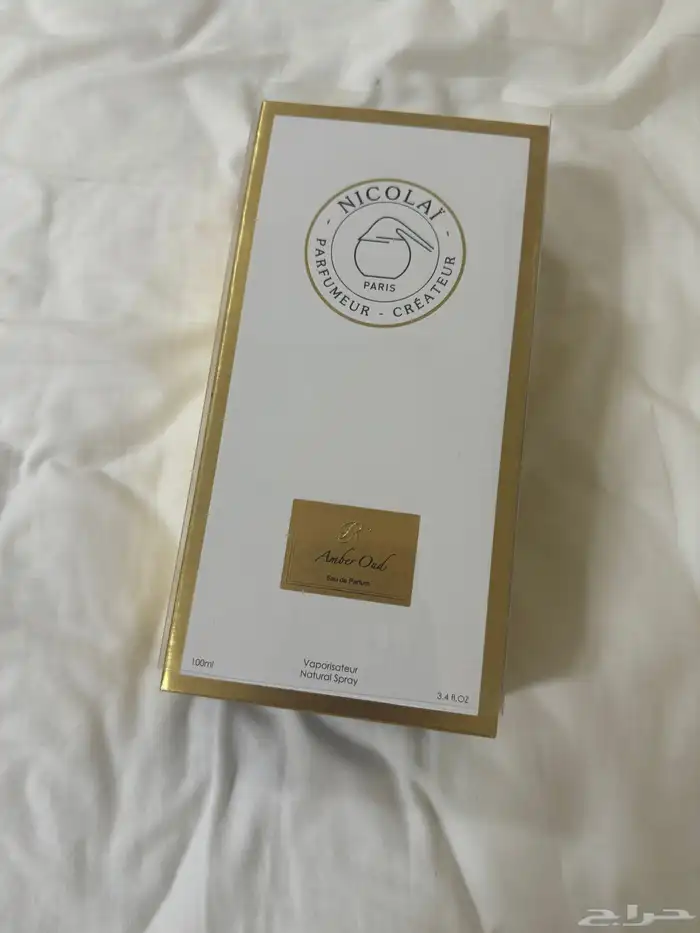 - NICOLAÏ -
PARFUMEUR - CRÉATEUR
PARIS
Amber Oud
Eau de Parfum
100ml
Vaporisateur
Natural Spray
3.4 fl.OZ
حراج